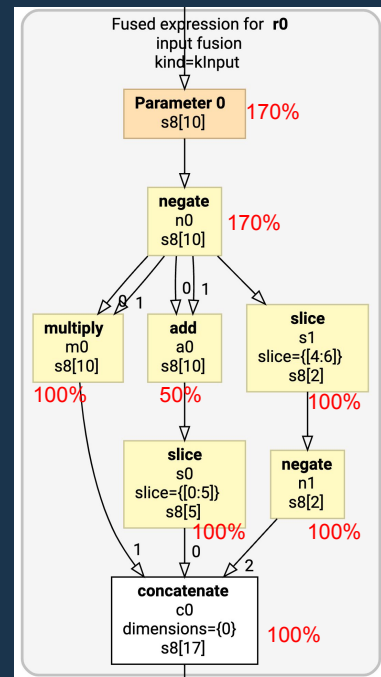 Fused expression for r0
input fusion
kind=kInput
Parameter 0
s8[10]
170%
negate
n0
s8[10]
170%
0
1
0
1
multiply
m0
s8[10]
100%
add
a0
s8[10]
50%
slice
s1
slice={[4:6]}
s8[2]
100%
slice
s0
slice={[0:5]}
s8[5]
100%
negate
n1
s8[2]
100%
1
0
2
concatenate
c0
dimensions={0}
s8[17]
100%